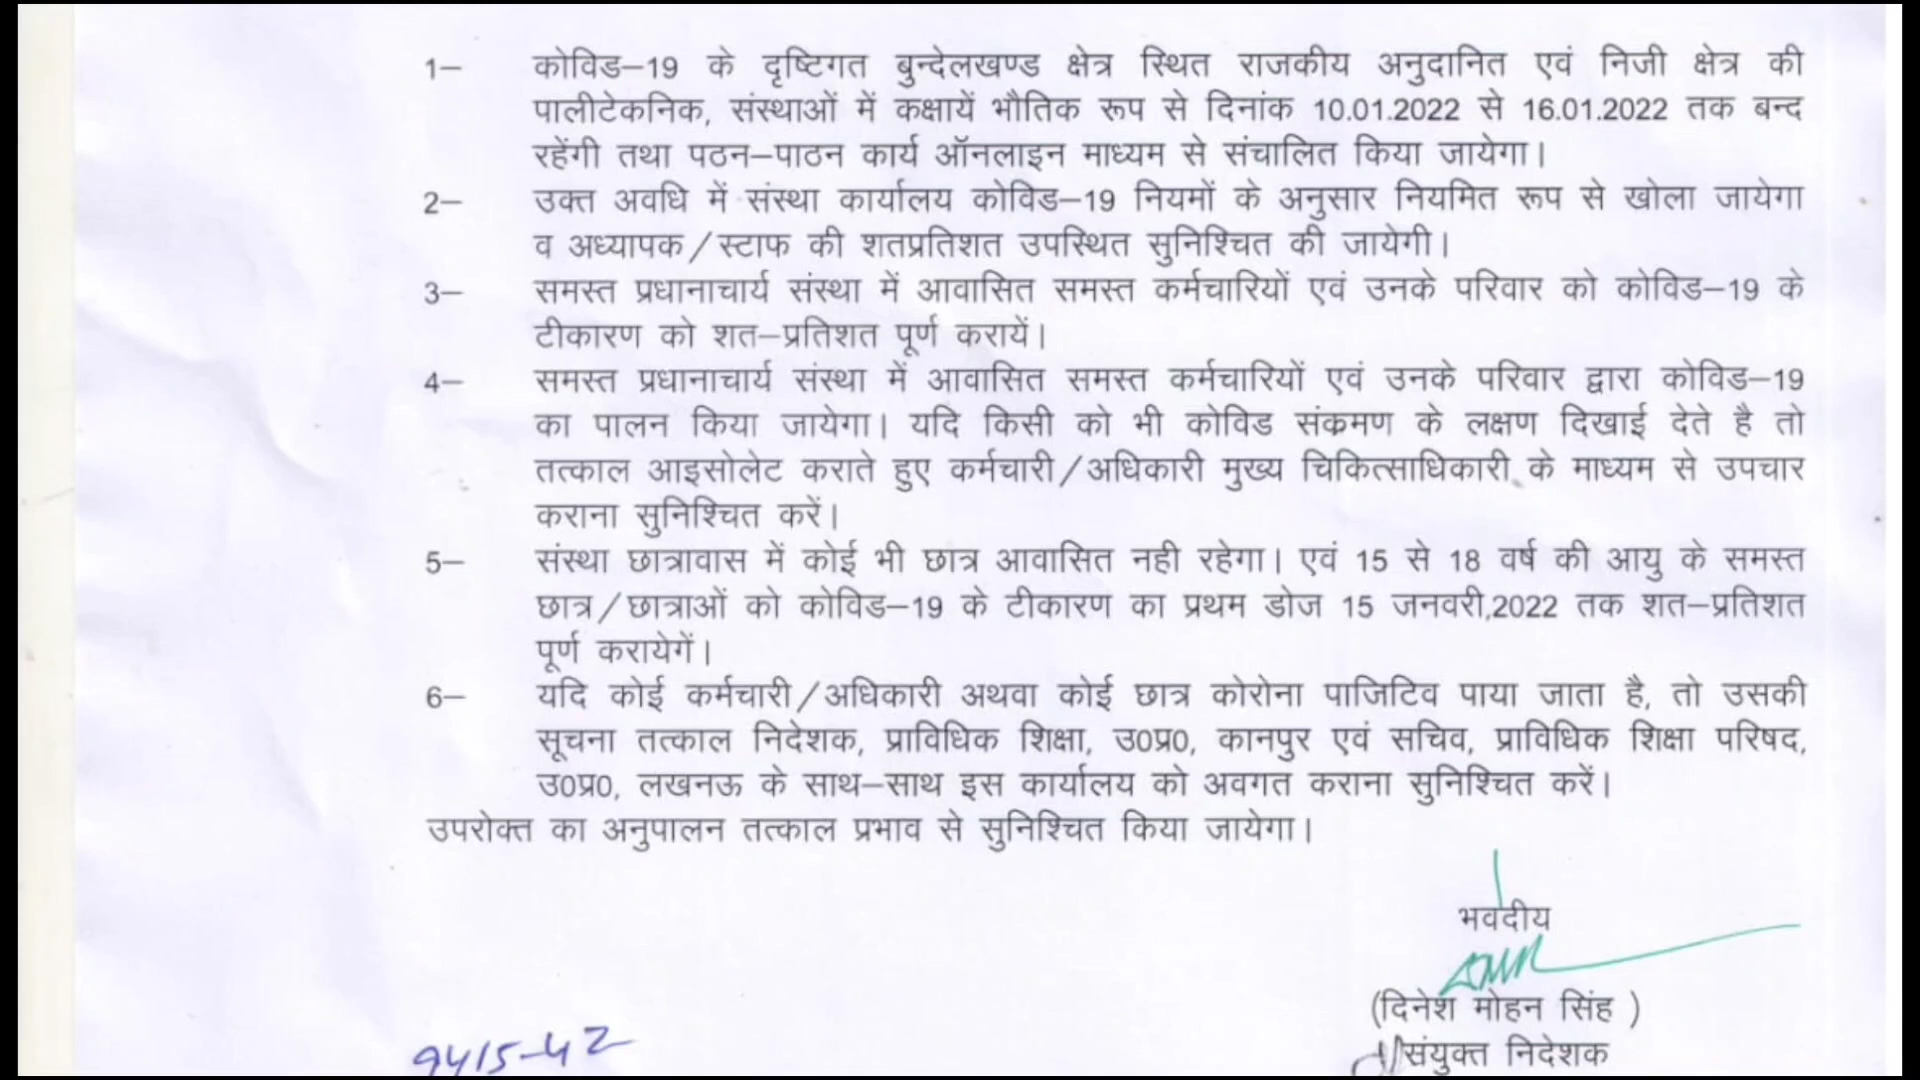 1– कोविड–19 के दृष्टिगत बुन्देलखण्ड क्षेत्र स्थित राजकीय अनुदानित एवं निजी क्षेत्र की
पालीटेकनिक, संस्थाओं में कक्षायें भौतिक रूप से दिनांक 10.01.2022 से 16.01.2022 तक बन्द
रहेंगी तथा पठन–पाठन कार्य ऑनलाइन माध्यम से संचालित किया जायेगा।
2– उक्त अवधि में संस्था कार्यालय कोविड–19 नियमों के अनुसार नियमित रूप से खोला जायेगा
व अध्यापक/स्टाफ की शतप्रतिशत उपस्थित सुनिश्चित की जायेगी।
3– समस्त प्रधानाचार्य संस्था में आवासित समस्त कर्मचारियों एवं उनके परिवार को कोविड–19 के
टीकारण को शत–प्रतिशत पूर्ण करायें।
4– समस्त प्रधानाचार्य संस्था में आवासित समस्त कर्मचारियों एवं उनके परिवार द्वारा कोविड–19
का पालन किया जायेगा। यदि किसी को भी कोविड संक्रमण के लक्षण दिखाई देते है तो
तत्काल आइसोलेट कराते हुए कर्मचारी/अधिकारी मुख्य चिकित्साधिकारी के माध्यम से उपचार
कराना सुनिश्चित करें।
5– संस्था छात्रावास में कोई भी छात्र आवासित नही रहेगा। एवं 15 से 18 वर्ष की आयु के समस्त
छात्र/छात्राओं को कोविड–19 के टीकारण का प्रथम डोज 15 जनवरी,2022 तक शत–प्रतिशत
पूर्ण करायेगें।
6– यदि कोई कर्मचारी/अधिकारी अथवा कोई छात्र कोरोना पाजिटिव पाया जाता है, तो उसकी
सूचना तत्काल निदेशक, प्राविधिक शिक्षा, उ0प्र0, कानपुर एवं सचिव, प्राविधिक शिक्षा परिषद,
उ0प्र0, लखनऊ के साथ–साथ इस कार्यालय को अवगत कराना सुनिश्चित करें।
उपरोक्त का अनुपालन तत्काल प्रभाव से सुनिश्चित किया जायेगा।
भवदीय
(दिनेश मोहन सिंह )
संयुक्त निदेशक